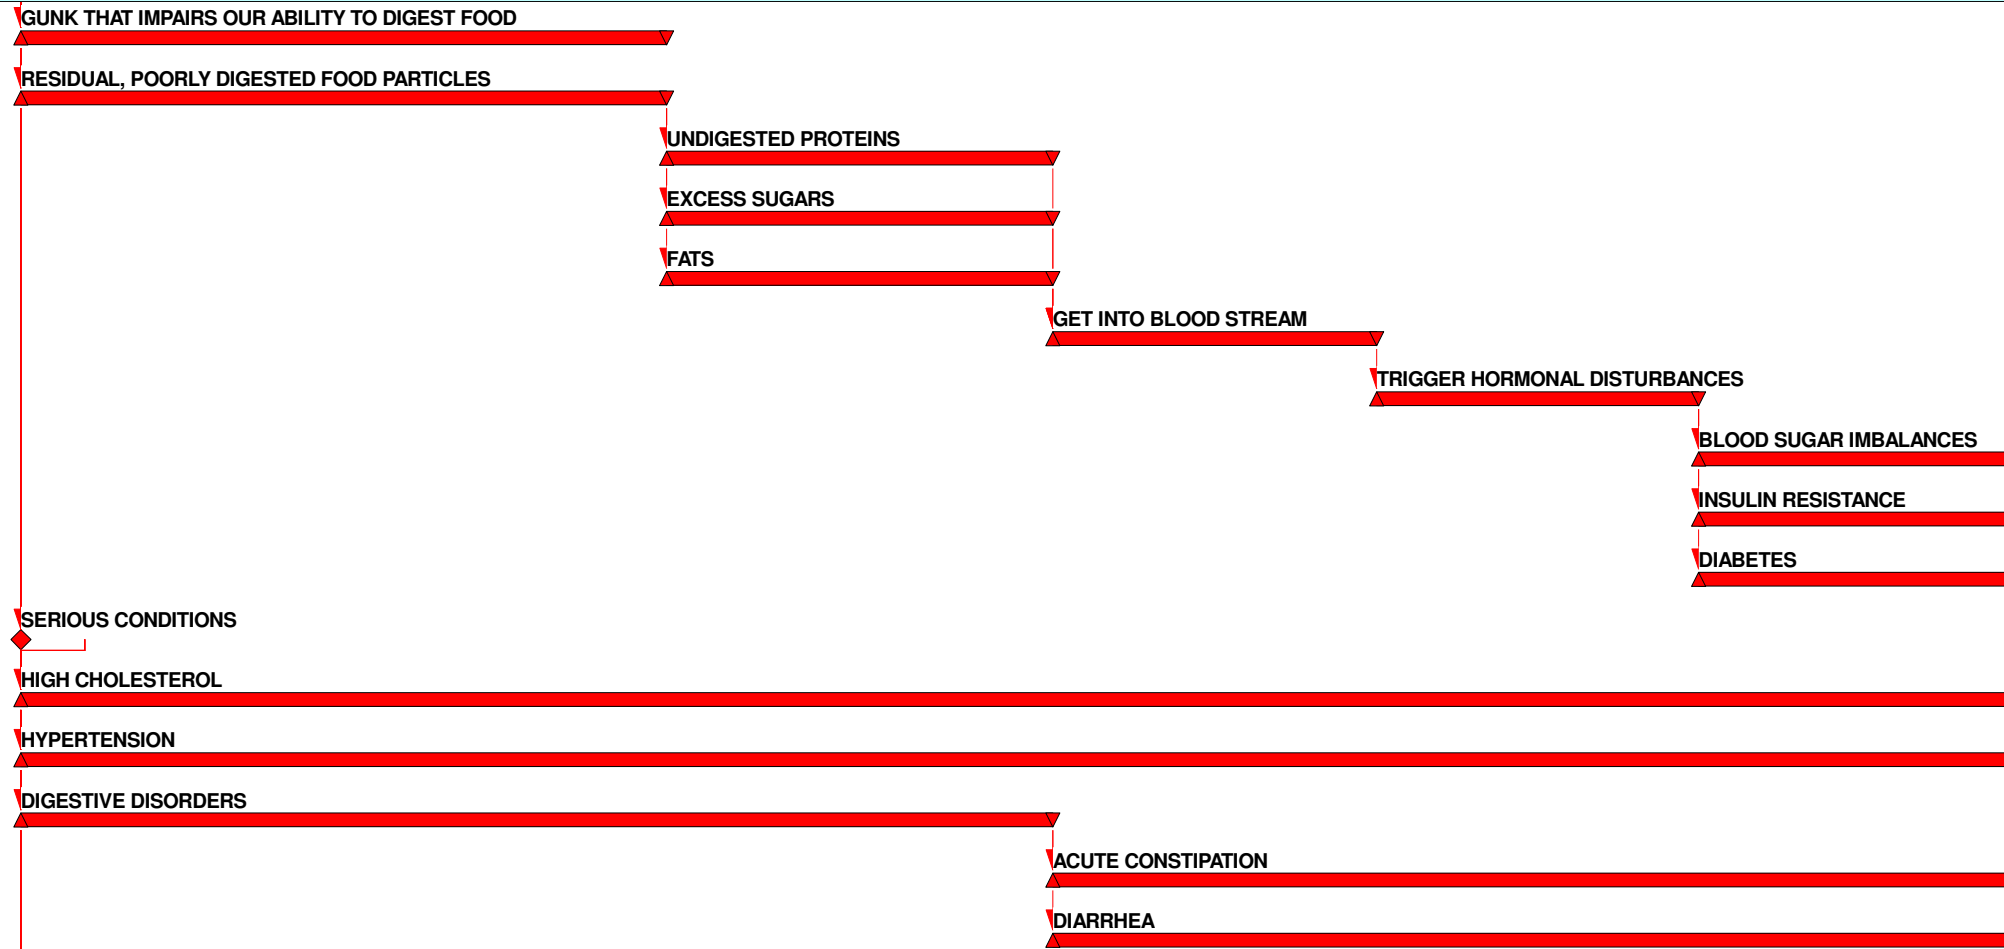 GUNK THAT IMPAIRS OUR ABILITY TO DIGEST FOOD
RESIDUAL, POORLY DIGESTED FOOD PARTICLES
UNDIGESTED PROTEINS
EXCESS SUGARS
FATS
GET INTO BLOOD STREAM
TRIGGER HORMONAL DISTURBANCES
BLOOD SUGAR IMBALANCES
INSULIN RESISTANCE
DIABETES
SERIOUS CONDITIONS
HIGH CHOLESTEROL
HYPERTENSION
DIGESTIVE DISORDERS
ACUTE CONSTIPATION
DIARRHEA